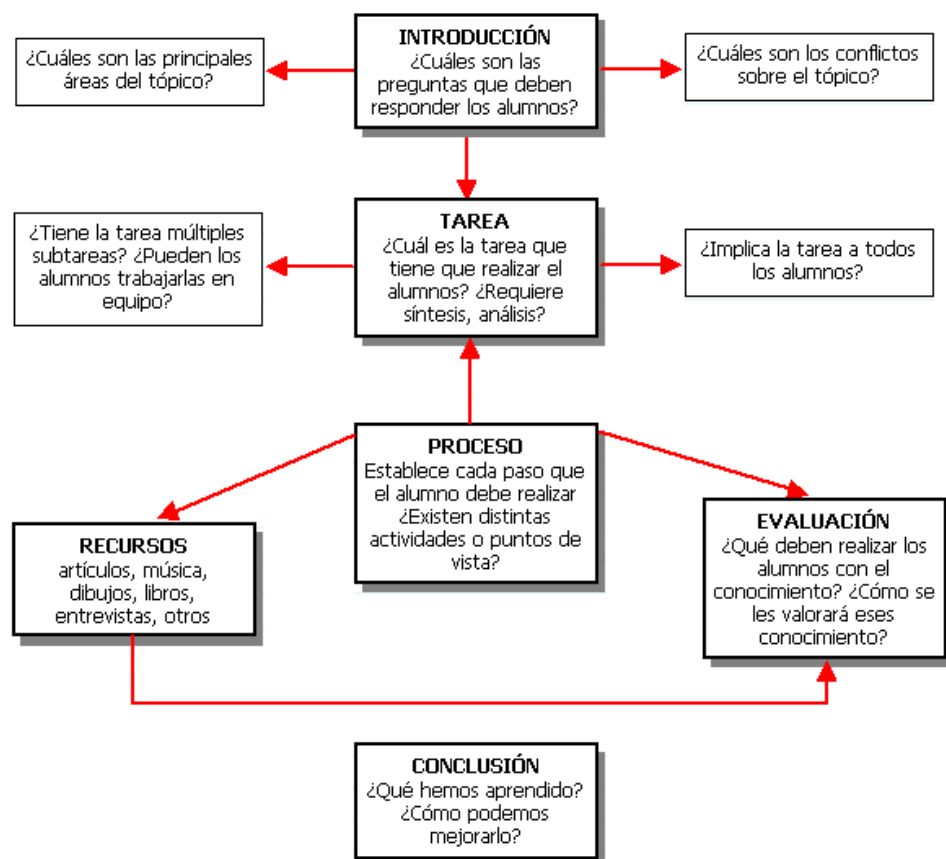 INTRODUCCIÓN
¿Cuáles son las
preguntas que deben
responder los alumnos?
¿Cuáles son las principales
áreas del tópico?
¿Cuáles son los conflictos
sobre el tópico?
TAREA
¿Cuál es la tarea que
tiene que realizar el
alumnos? ¿Requiere
síntesis, análisis?
¿Tiene la tarea múltiples
subtareas? ¿Pueden los
alumnos trabajarlas en
equipo?
¿Implica la tarea a todos
los alumnos?
PROCESO
Establece cada paso que
el alumno debe realizar
¿Existen distintas
actividades o puntos de
vista?
RECURSOS
artículos, música,
dibujos, libros,
entrevistas, otros
EVALUACIÓN
¿Qué deben realizar los
alumnos con el
conocimiento? ¿Cómo se
les valorará eses
conocimiento?
CONCLUSIÓN
¿Qué hemos aprendido?
¿Cómo podemos
mejorarlo?